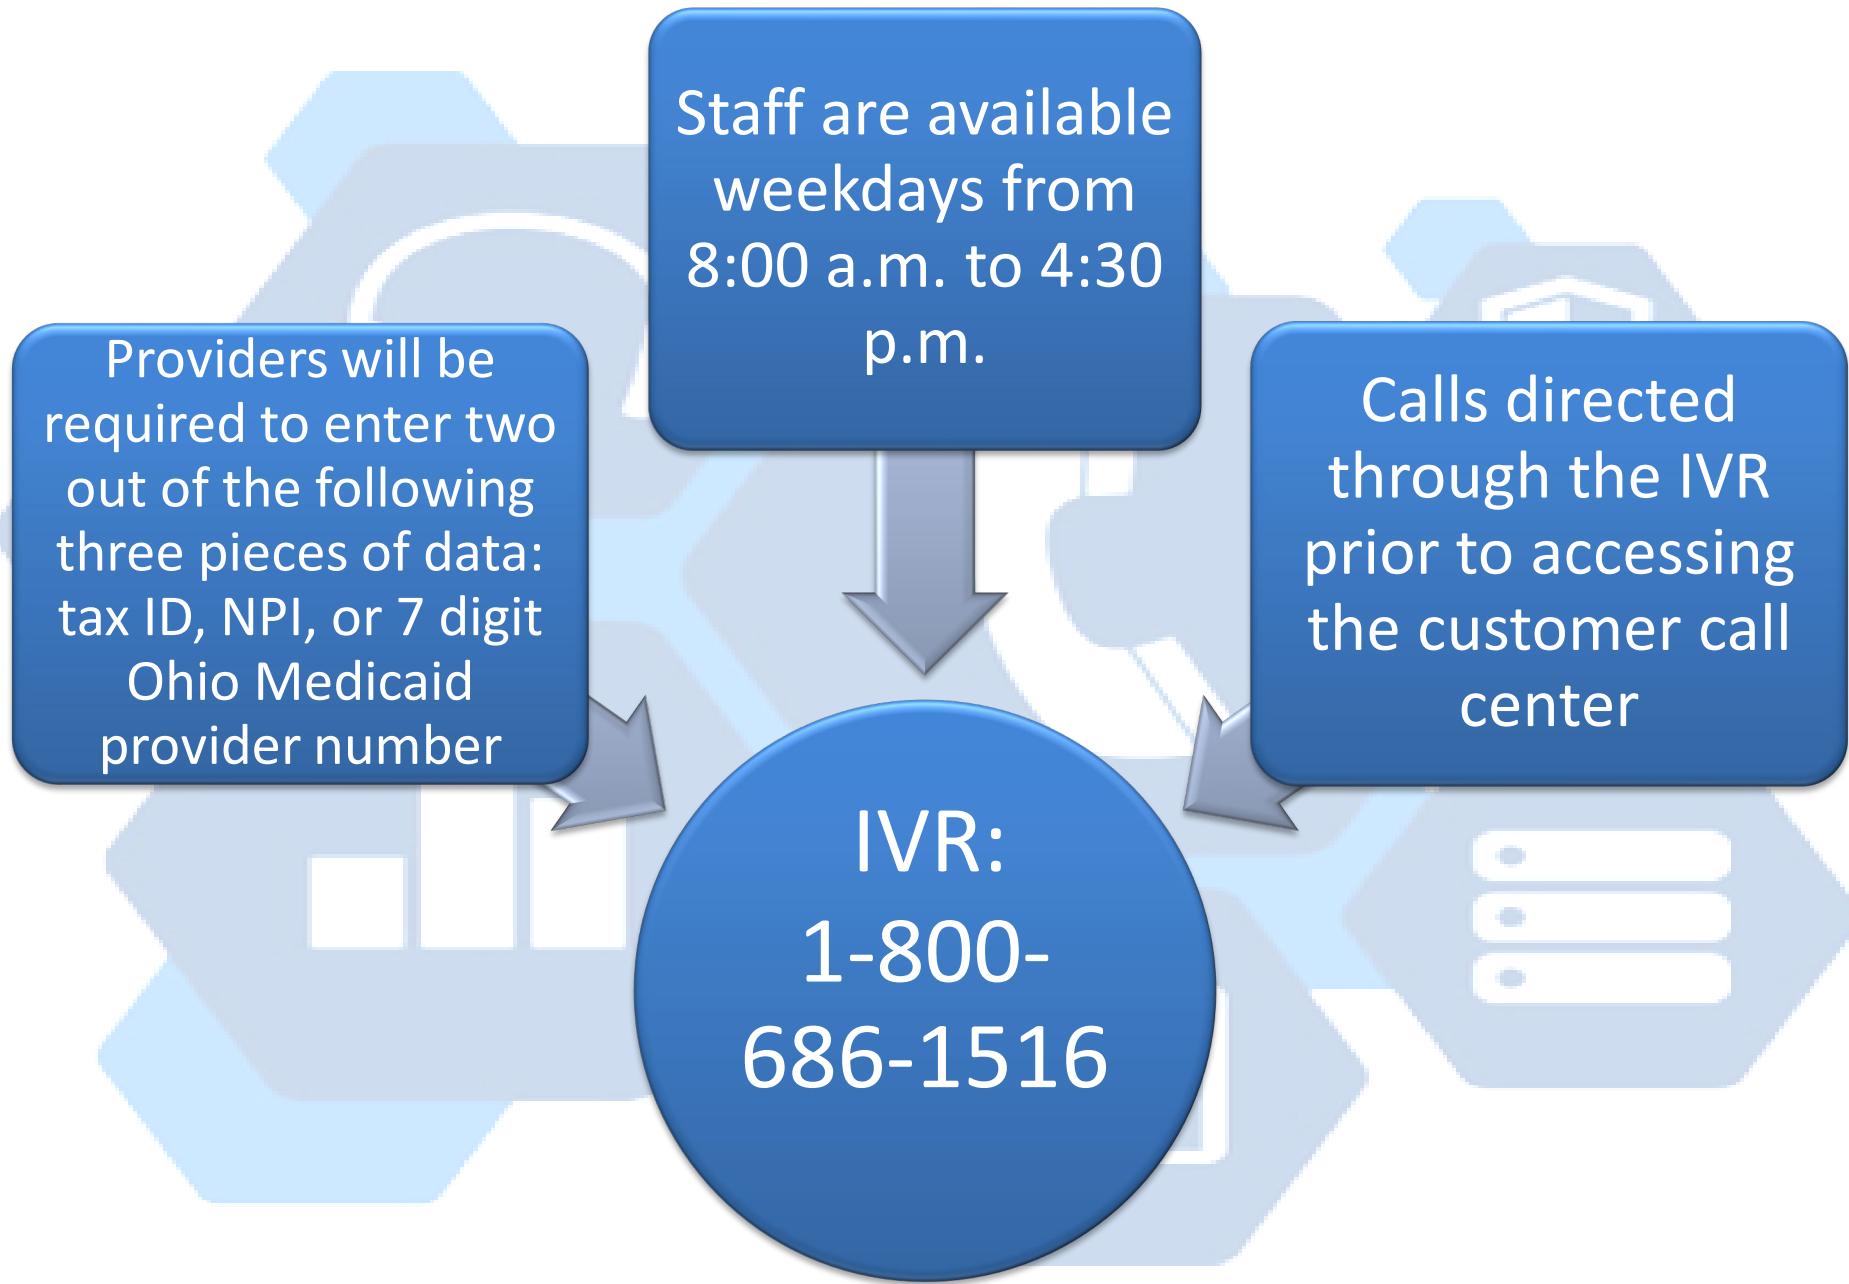 Staff are available
weekdays from
8:00 a.m. to 4:30
p.m.
Providers will be
required to enter two
out of the following
three pieces of data:
tax ID, NPI, or 7 digit
Ohio Medicaid
provider number
Calls directed
through the IVR
prior to accessing
the customer call
center
IVR:
1-800-
686-1516